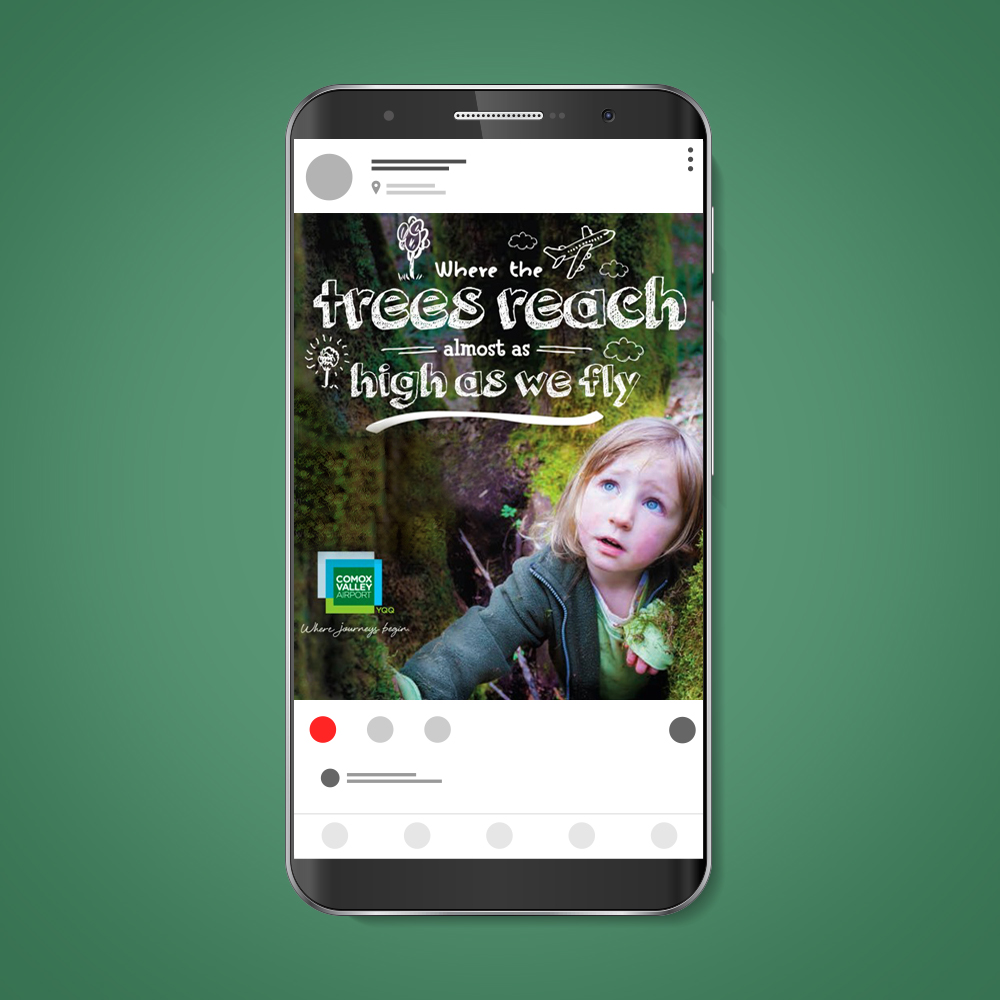 Where the
trees reach
almost as
high as we fly
COMOX
VALLEY
AIRPORT
YQQ
Where journeys begin.